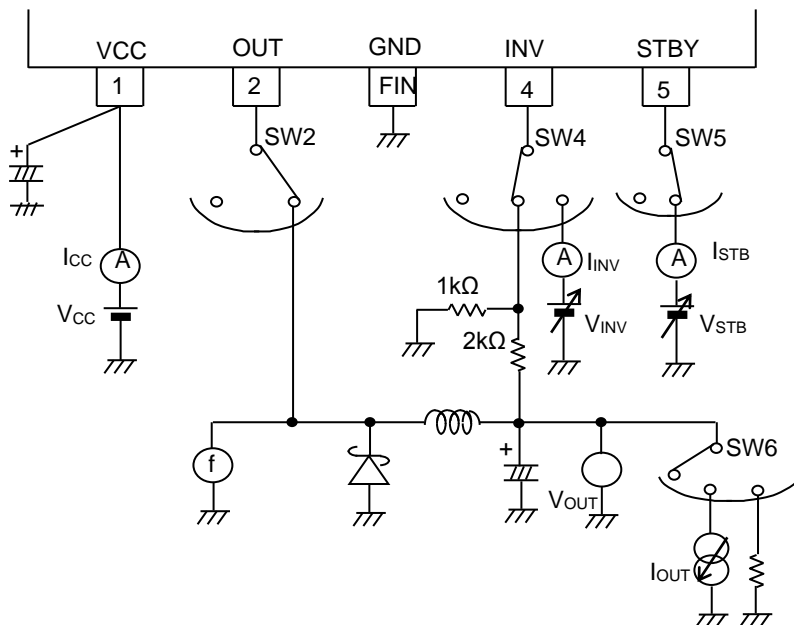 VCC OUT GND INV STBY
1 2 FIN 4 5
+ SW2 SW4 SW5
ICC A A IINV A ISTB
1kΩ
VCC VINV VSTB
2kΩ
f + VOUT SW6
IOUT